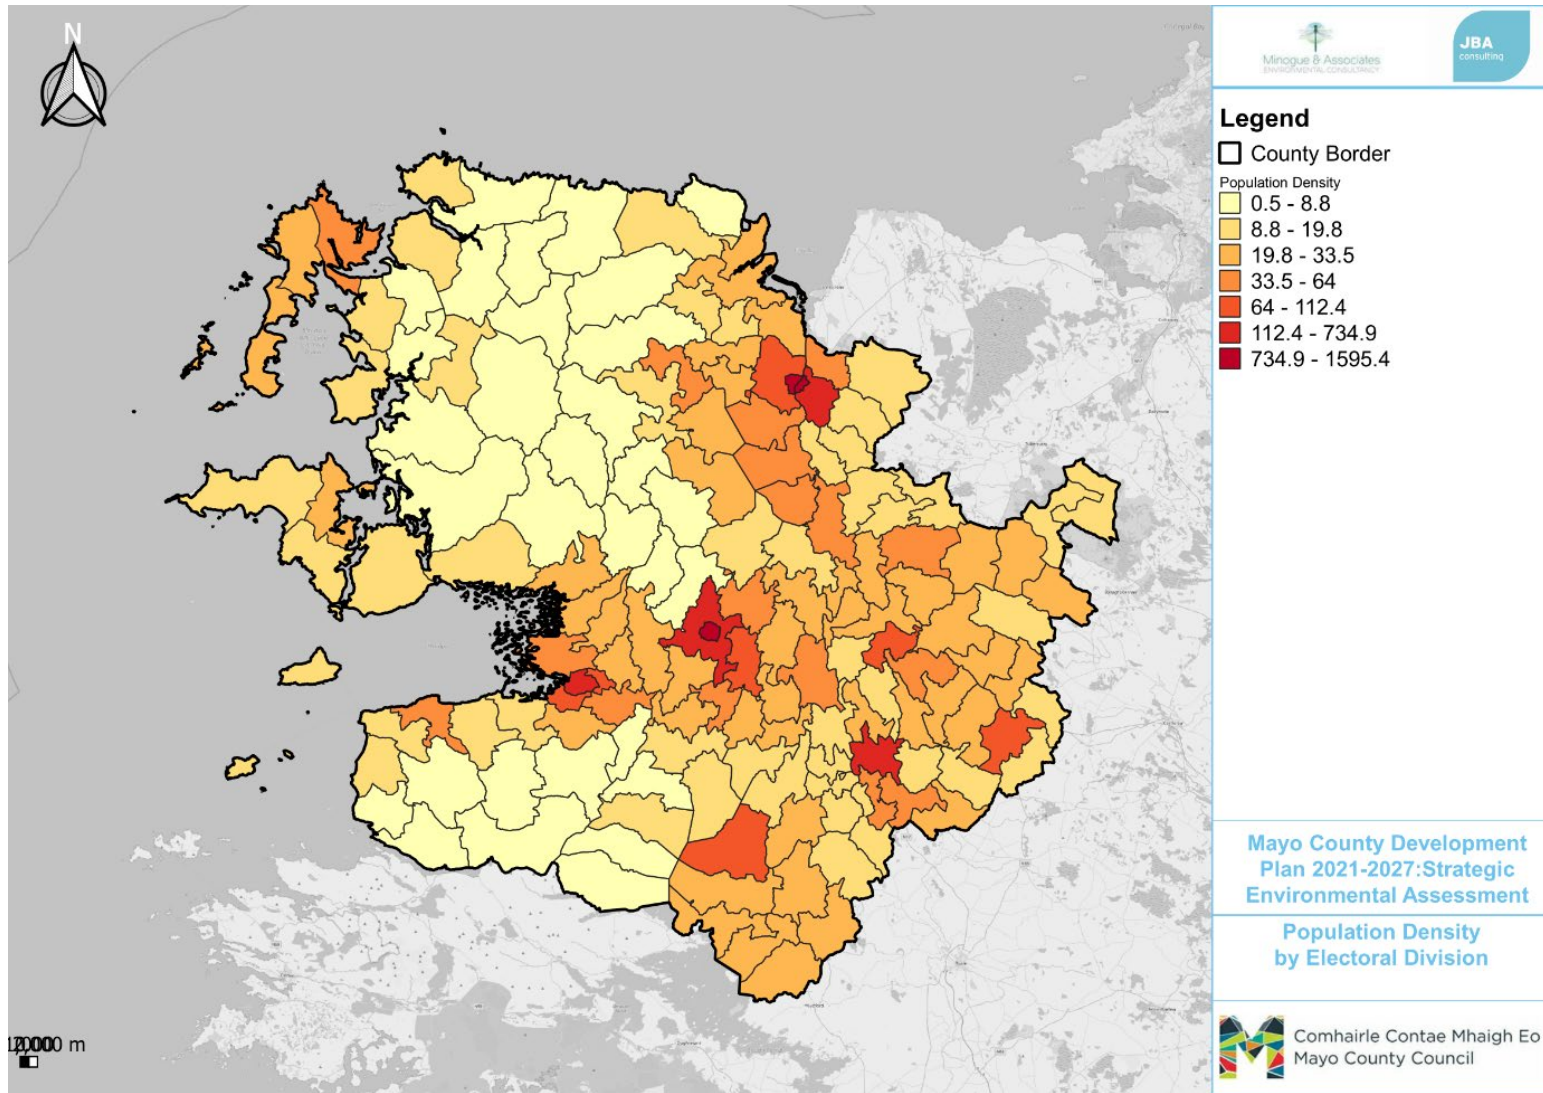 N
Minogue & Associates
ENVIRONMENTAL CONSULTANCY
JBA
consulting
Legend
County Border
Population Density
0.5 - 8.8
8.8 - 19.8
19.8 - 33.5
33.5 - 64
64 - 112.4
112.4 - 734.9
734.9 - 1595.4
Mayo County Development
Plan 2021-2027:Strategic
Environmental Assessment
Population Density
by Electoral Division
Comhairle Contae Mhaigh Eo
Mayo County Council
m